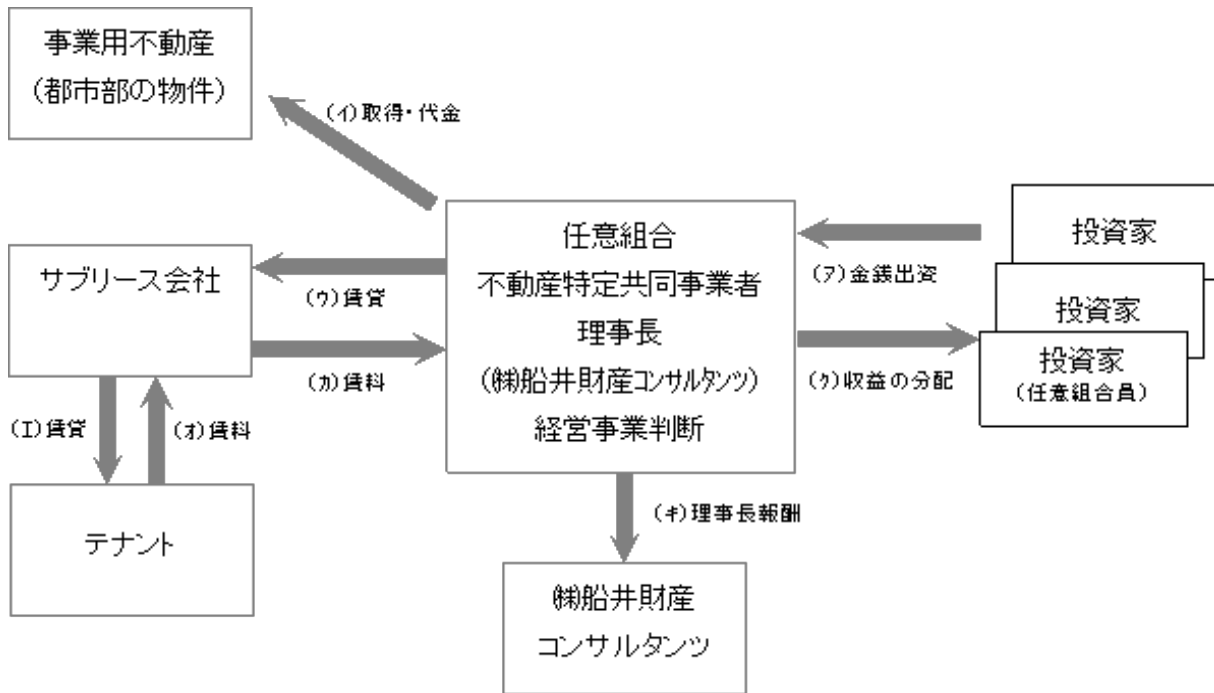 事業用不動産
(都市部の物件)
(イ)取得・代金
任意組合
不動産特定共同事業者
理事長
(㈱船井財産コンサルタンツ)
経営事業判断
投資家
投資家
投資家
(任意組合員)
(ア)金銭出資
(ク)収益の分配
サブリース会社
(ウ)賃貸
(カ)賃料
(エ)賃貸
(オ)賃料
テナント
(キ)理事長報酬
㈱船井財産
コンサルタンツ